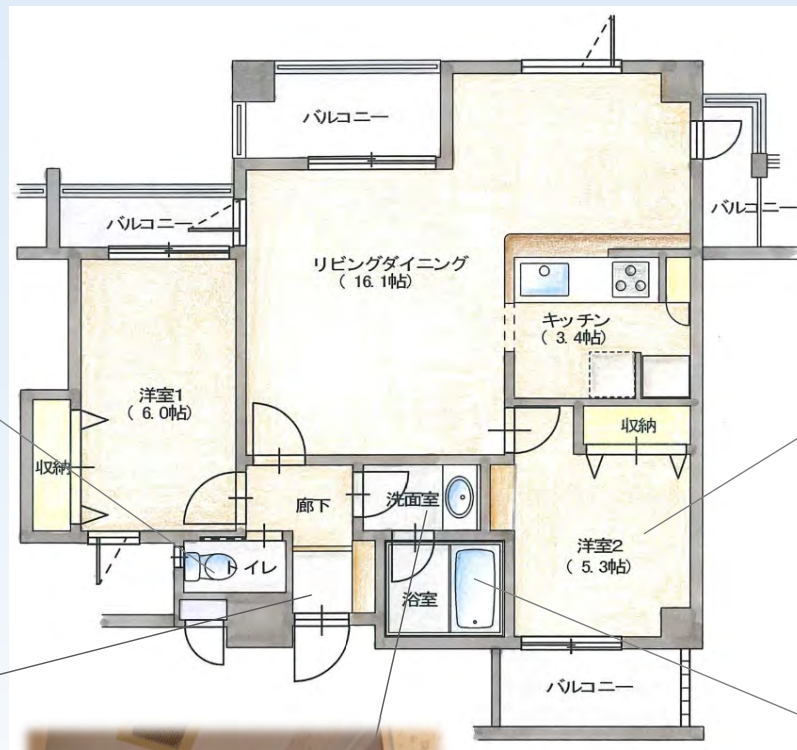 バルコニー
バルコニー
バルコニー
リビングダイニング
( 16.1帖)
キッチン
( 3.4帖)
洋室1
( 6.0帖)
収納
収納
廊下
洗面室
洋室2
( 5.3帖)
トイレ
浴室
バルコニー